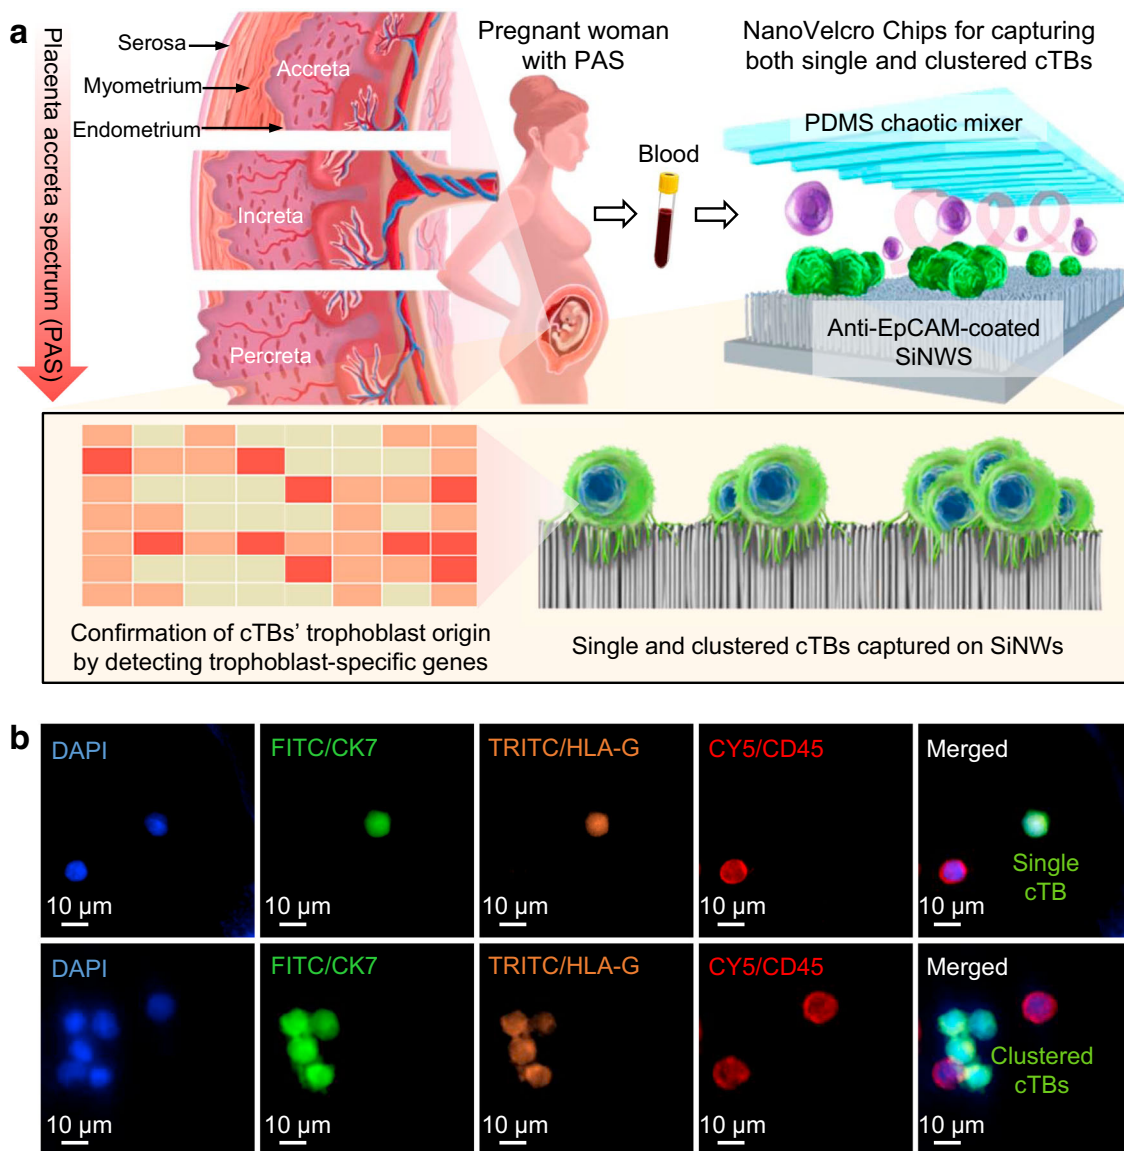 a
Placenta accreta spectrum (PAS)
Serosa
Myometrium
Endometrium
Accreta
Increta
Percreta
Pregnant woman
with PAS
Blood
NanoVelcro Chips for capturing
both single and clustered cTBs
PDMS chaotic mixer
Anti-EpCAM-coated
SiNWS
Confirmation of cTBs' trophoblast origin
by detecting trophoblast-specific genes
Single and clustered cTBs captured on SiNWs
b
DAPI
FITC/CK7
TRITC/HLA-G
CY5/CD45
Merged
Single
cTB
10 µm
10 µm
10 µm
10 µm
10 µm
DAPI
FITC/CK7
TRITC/HLA-G
CY5/CD45
Merged
Clustered
cTBs
10 µm
10 µm
10 µm
10 µm
10 µm